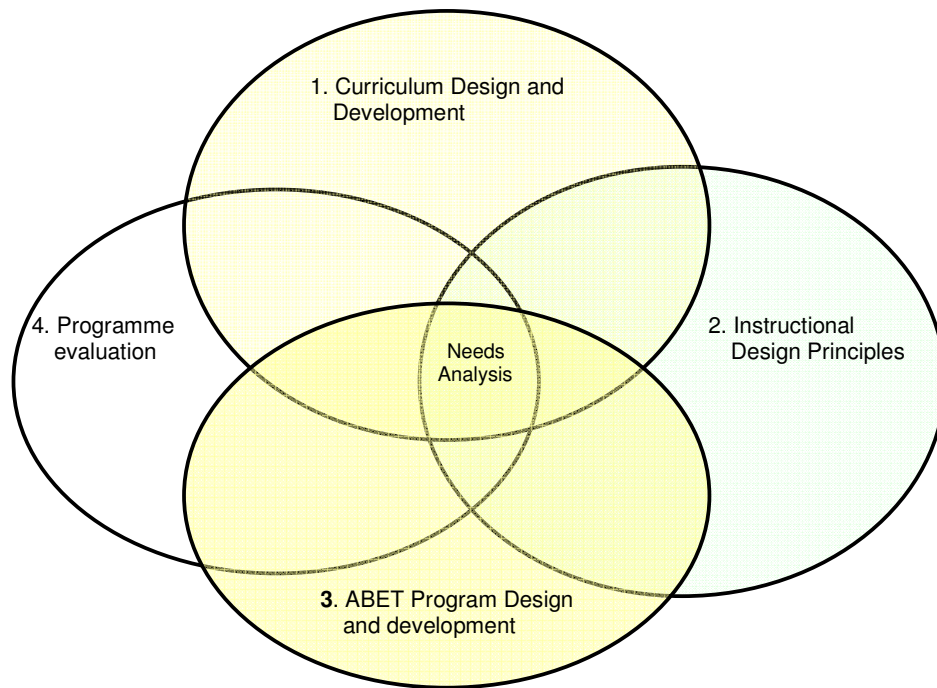 1. Curriculum Design and
Development
4. Programme
evaluation
2. Instructional
Design Principles
Needs
Analysis
3. ABET Program Design
and development